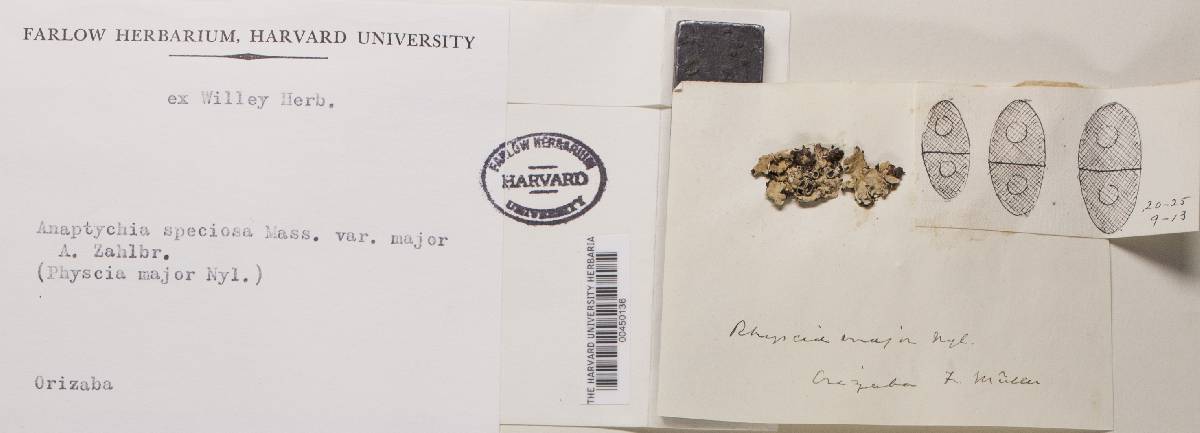 FARLOW HERBARIUM, HARVARD UNIVERSITY
ex Willey Herb.
Anaptychia speciosa Mass. var. major
A. Zahlbr.
(Physcia major Nyl.)
Orizaba
FARLOW HERBARIUM
HARVARD
UNIVERSITY
THE HARVARD UNIVERSITY HERBARIA
00450136
20-25
9-13
Physcia major Nyl.
Orizaba Fr. Müller